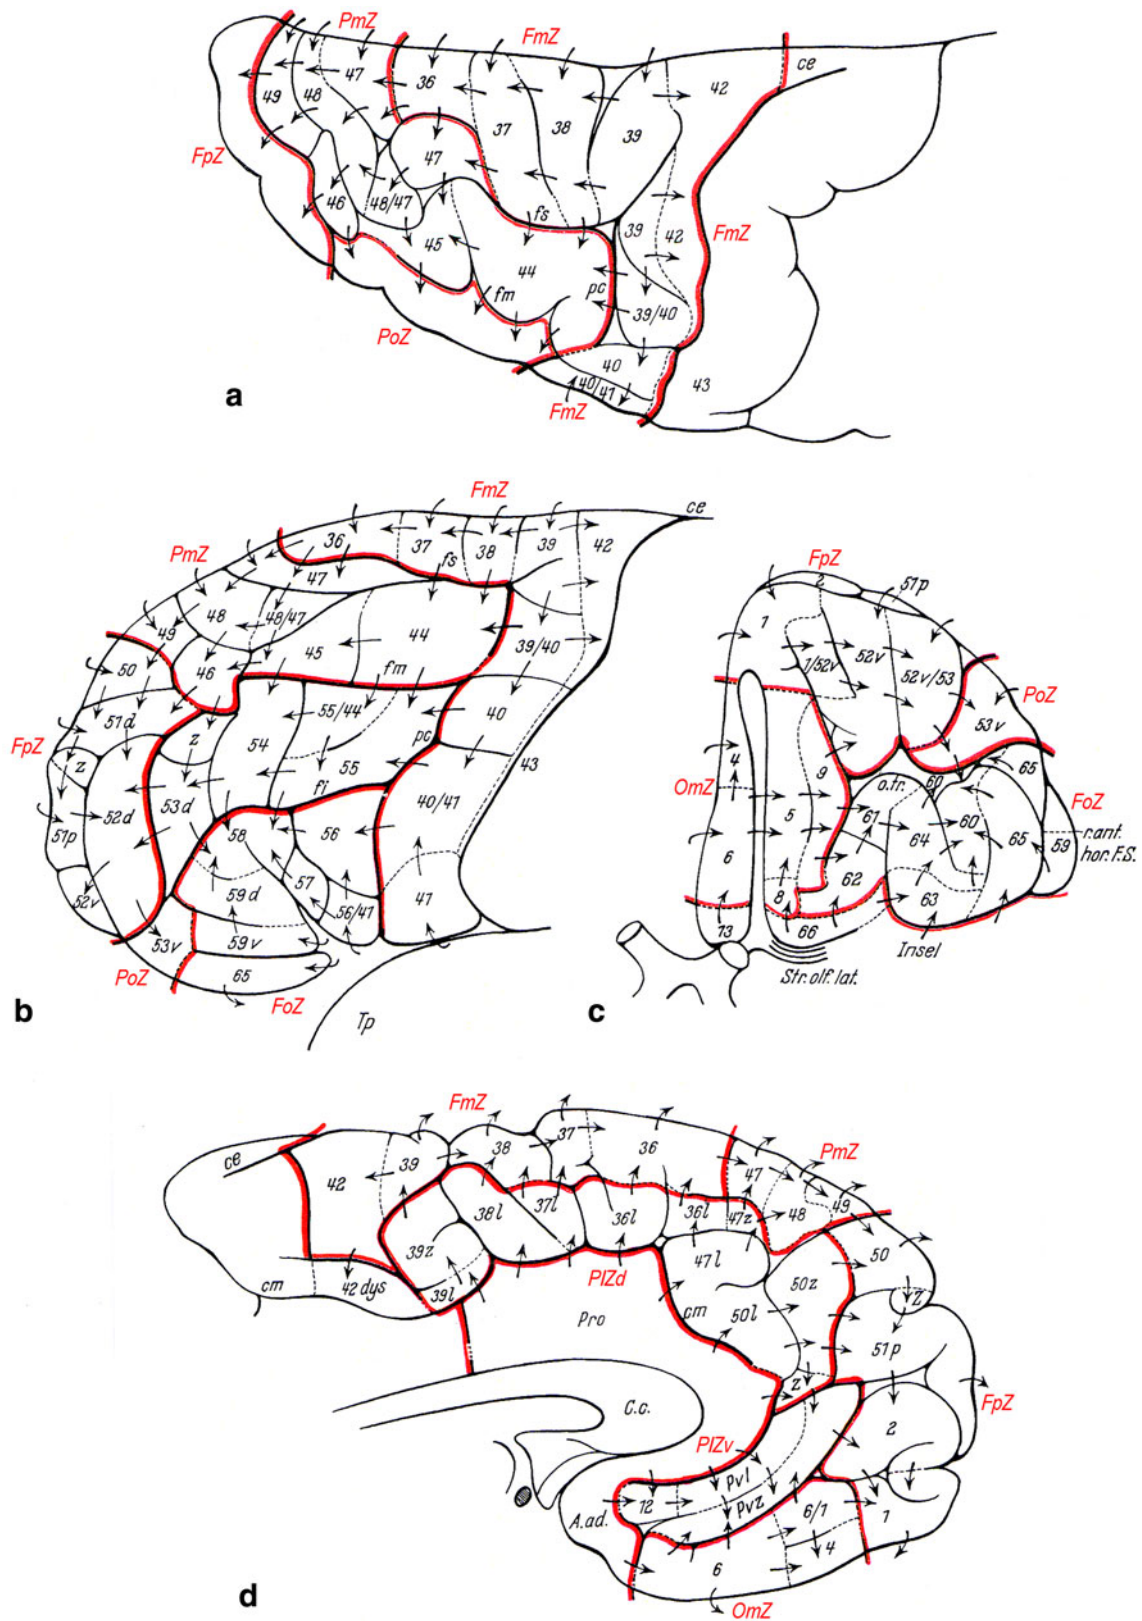 PmZ
FmZ
FpZ
49
48
47
36
37
38
39
42
ce
47
46
48/47
45
44
fs
fm
pc
39
42
FmZ
39/40
PoZ
40
40/41
43
FmZ
a
FmZ
ce
PmZ
36
37
38
39
42
fs
47
48
48/47
49
44
45
46
39/40
50
fm
51d
z
55/44
40
FpZ
z
54
pc
43
55
51p
52d
53d
fi
40/41
58
56
52v
59d
57
56/41
41
53v
59v
PoZ
65
FoZ
Tp
b
FpZ
2
51p
1
1/52v
52v
52v/53
PoZ
53v
4
9
OmZ
o.tr.
60
65
FoZ
5
61
64
60
65
59
r.ant.
hor. F.S.
6
62
8
63
73
66
Insel
Str. olf. lat.
c
FmZ
ce
42
39
38
37
36
PmZ
47
48
49
38l
37l
36l
36l
47z
39z
47l
50z
50
cm
42 dys
39l
PlZd
cm
50l
z
Pro
51p
z
C.c.
FpZ
2
PlZv
pvl
pvz
A.ad.
12
6/1
1
4
6
OmZ
d